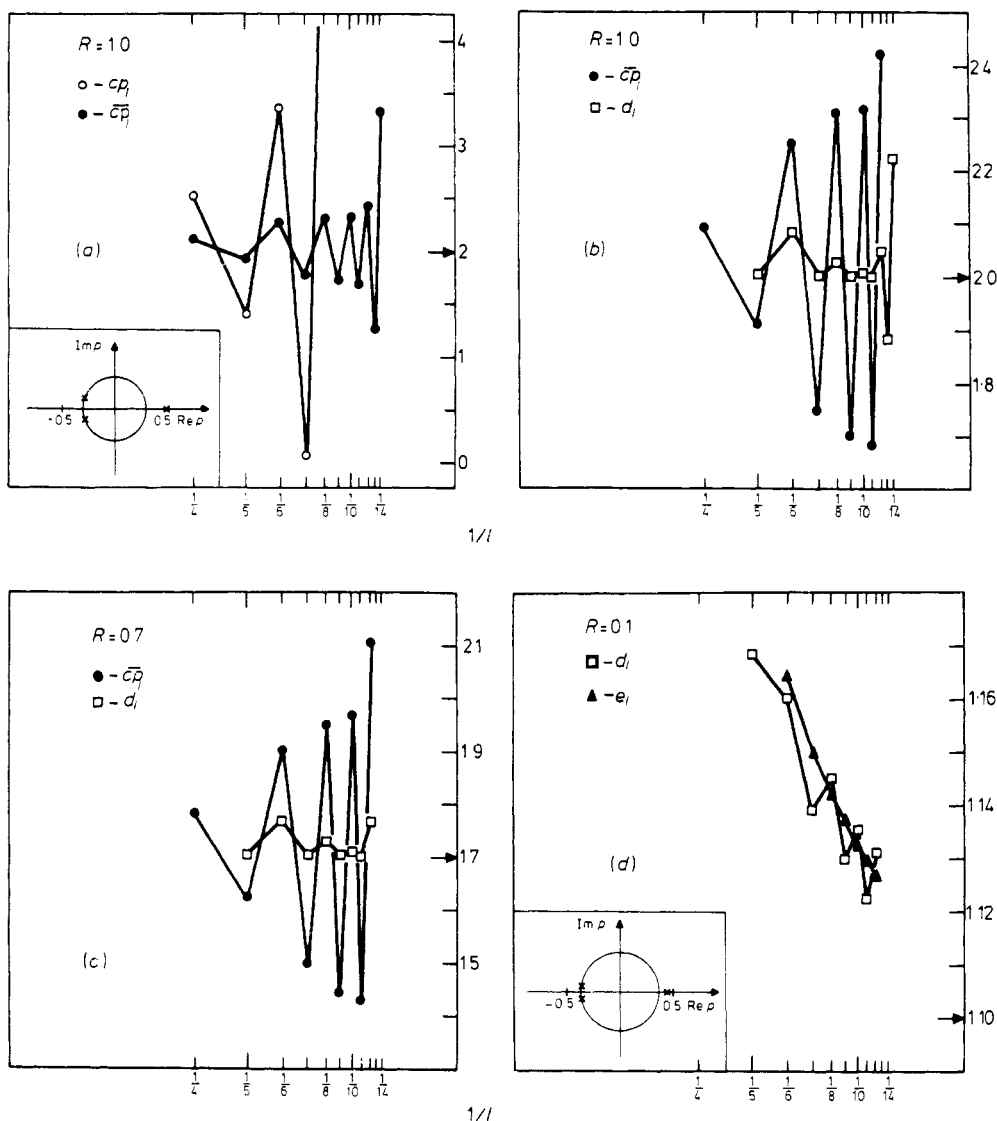 R=1.0
○ - cp_l
● - c̄p̄_l
(a)
4
3
2
1
0
Im p
-0.5
0.5 Re p
1/4 1/5 1/6 1/8 1/10 1/14
R=1.0
● - c̄p̄_l
□ - d_l
(b)
2.4
2.2
2.0
1.8
1/4 1/5 1/6 1/8 1/10 1/14
1/l
R=0.7
● - c̄p̄_l
□ - d_l
(c)
2.1
1.9
1.7
1.5
1/4 1/5 1/6 1/8 1/10 1/14
R=0.1
□ - d_l
▲ - e_l
(d)
1.16
1.14
1.12
1.10
Im p
-0.5
0.5 Re p
1/4 1/5 1/6 1/8 1/10 1/14
1/l